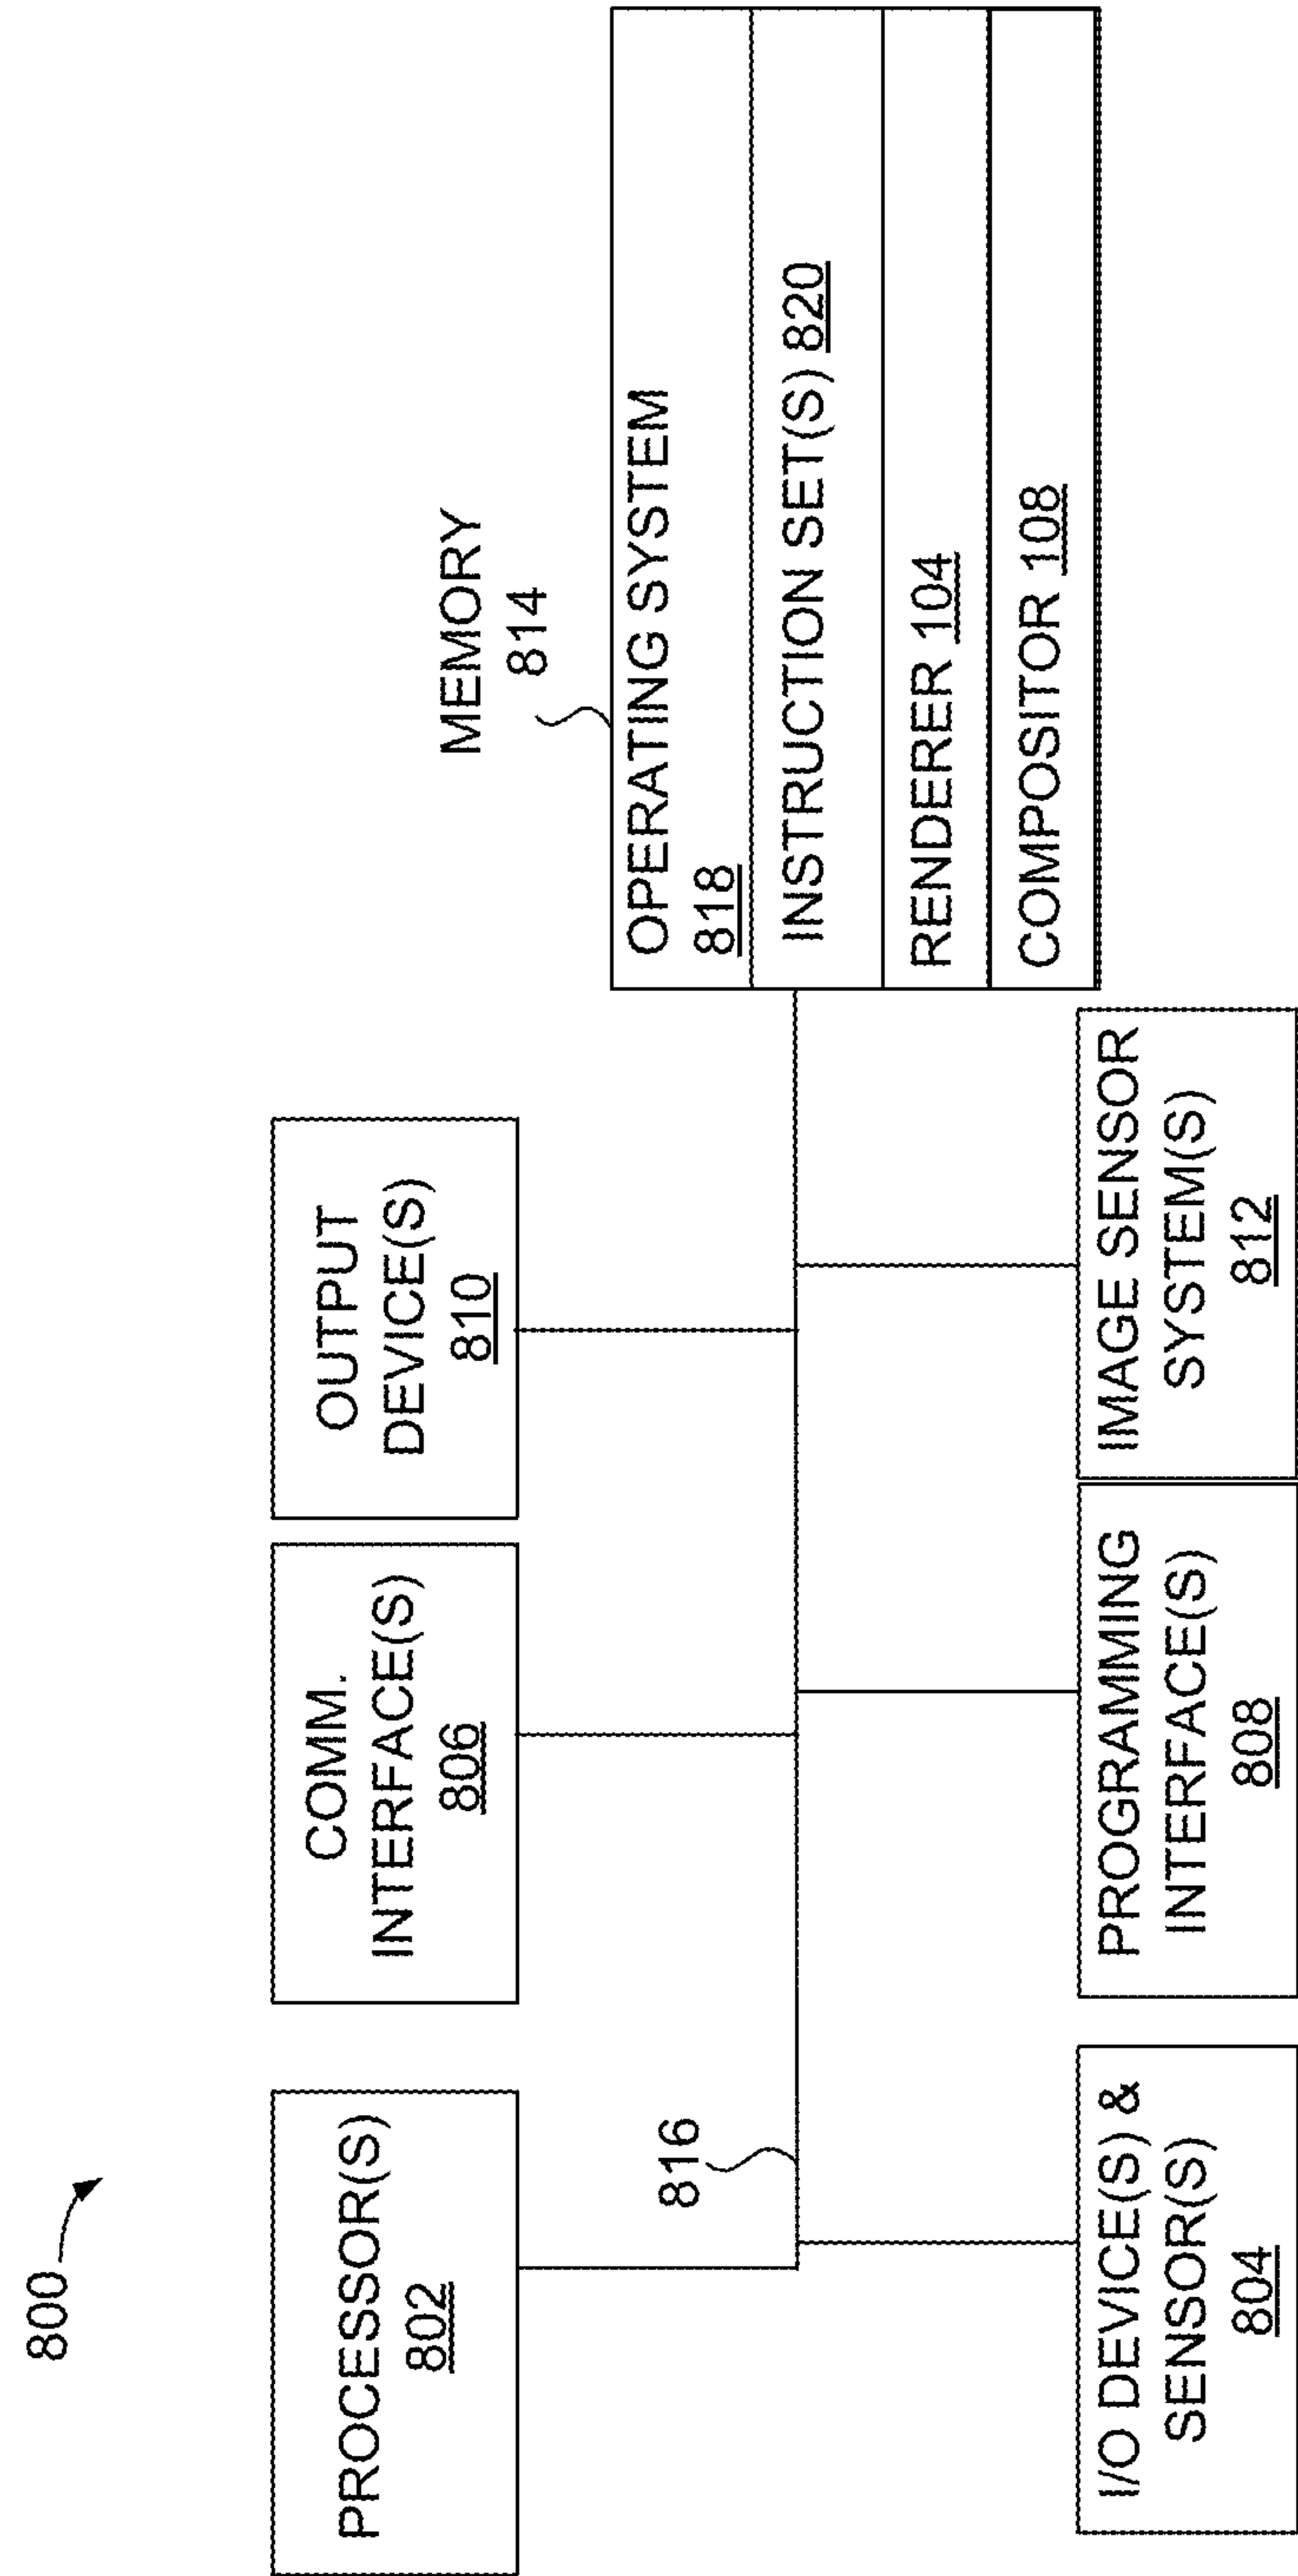 800
PROCESSOR(S)
802
COMM.
INTERFACE(S)
806
OUTPUT
DEVICE(S)
810
MEMORY
814
816
OPERATING SYSTEM
818
INSTRUCTION SET(S) 820
RENDERER 104
COMPOSITOR 108
I/O DEVICE(S) &
SENSOR(S)
804
PROGRAMMING
INTERFACE(S)
808
IMAGE SENSOR
SYSTEM(S)
812